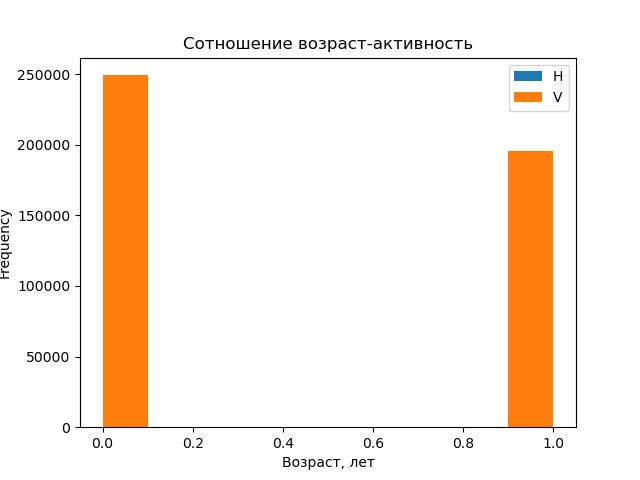 Сотношение возраст-активность
H
V
250000
200000
150000
100000
50000
0
Frequency
0.0 0.2 0.4 0.6 0.8 1.0
Возраст, лет